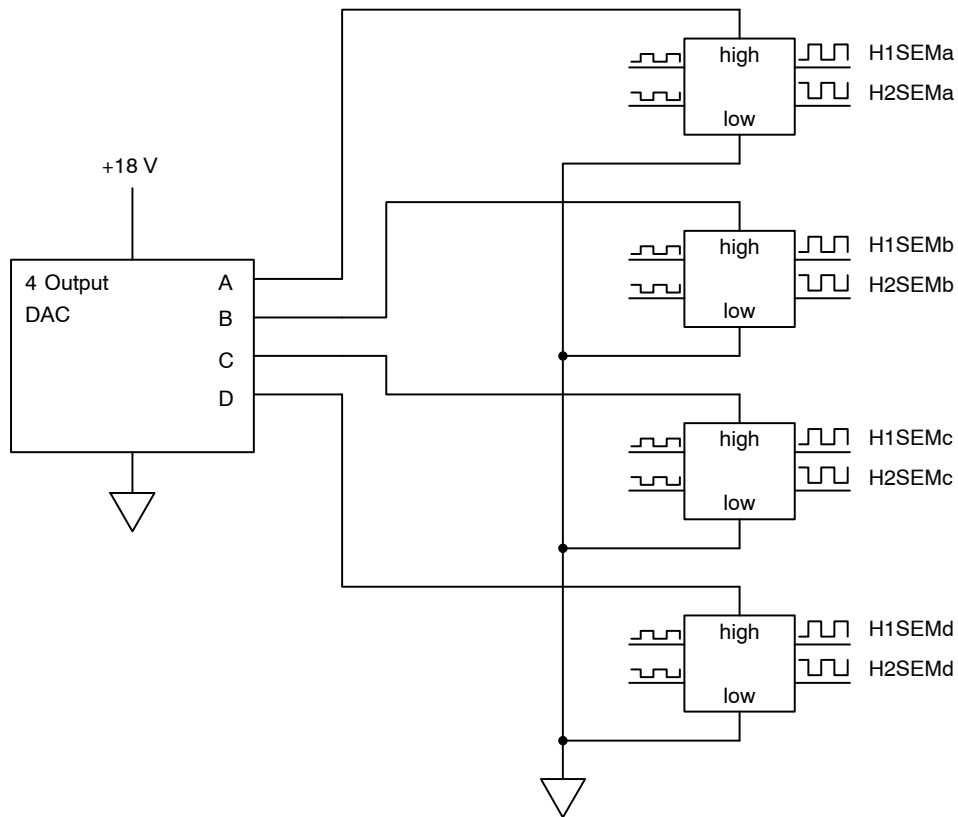 high
H1SEMa
H2SEMa
low
+18 V
high
H1SEMb
H2SEMb
low
4 Output
DAC
A
B
C
D
high
H1SEMc
H2SEMc
low
high
H1SEMd
H2SEMd
low